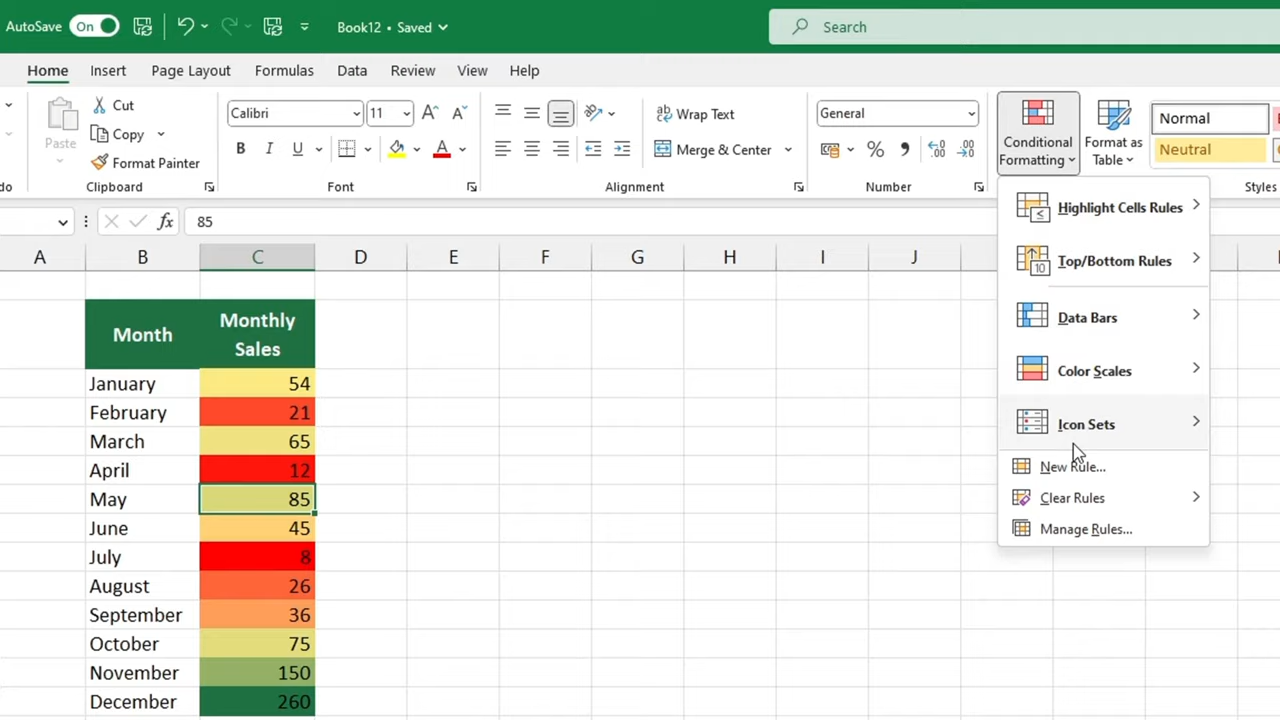 AutoSave On Book12 • Saved Search
Home Insert Page Layout Formulas Data Review View Help
Cut
Copy
Format Painter
Paste
Calibri 11
B I U A
Wrap Text
Merge & Center
General
%
Conditional Formatting
Format as Table
Normal
Neutral
do Clipboard Font Alignment Number Styles
fx 85
A B C D E F G H I J
Month Monthly Sales
January 54
February 21
March 65
April 12
May 85
June 45
July 8
August 26
September 36
October 75
November 150
December 260
Highlight Cells Rules
Top/Bottom Rules
10
Data Bars
Color Scales
Icon Sets
New Rule...
Clear Rules
Manage Rules...